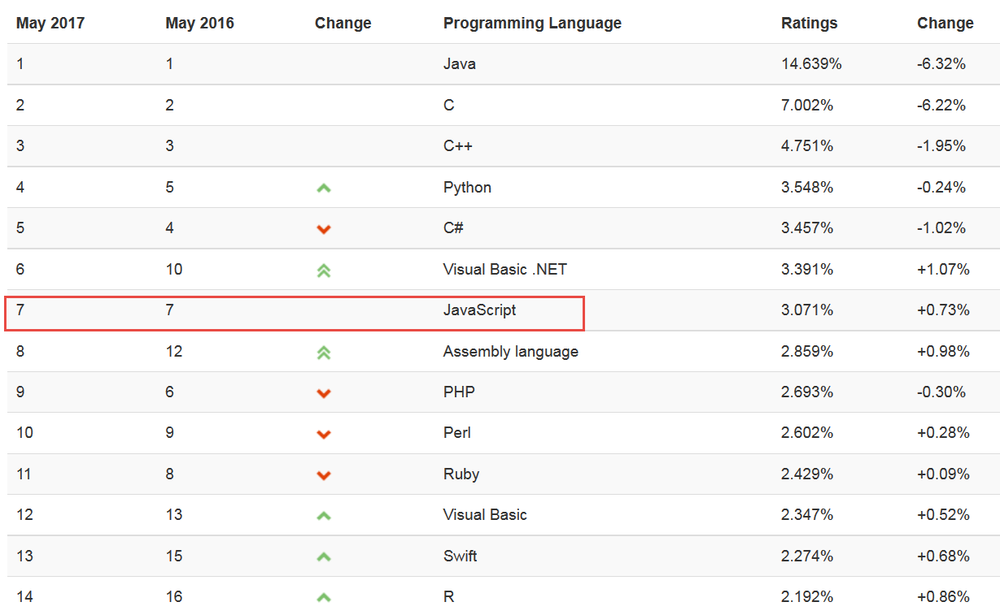 May 2017 May 2016 Change Programming Language Ratings Change
1 1 Java 14.639% -6.32%
2 2 C 7.002% -6.22%
3 3 C++ 4.751% -1.95%
4 5 Python 3.548% -0.24%
5 4 C# 3.457% -1.02%
6 10 Visual Basic .NET 3.391% +1.07%
7 7 JavaScript 3.071% +0.73%
8 12 Assembly language 2.859% +0.98%
9 6 PHP 2.693% -0.30%
10 9 Perl 2.602% +0.28%
11 8 Ruby 2.429% +0.09%
12 13 Visual Basic 2.347% +0.52%
13 15 Swift 2.274% +0.68%
14 16 R 2.192% +0.86%